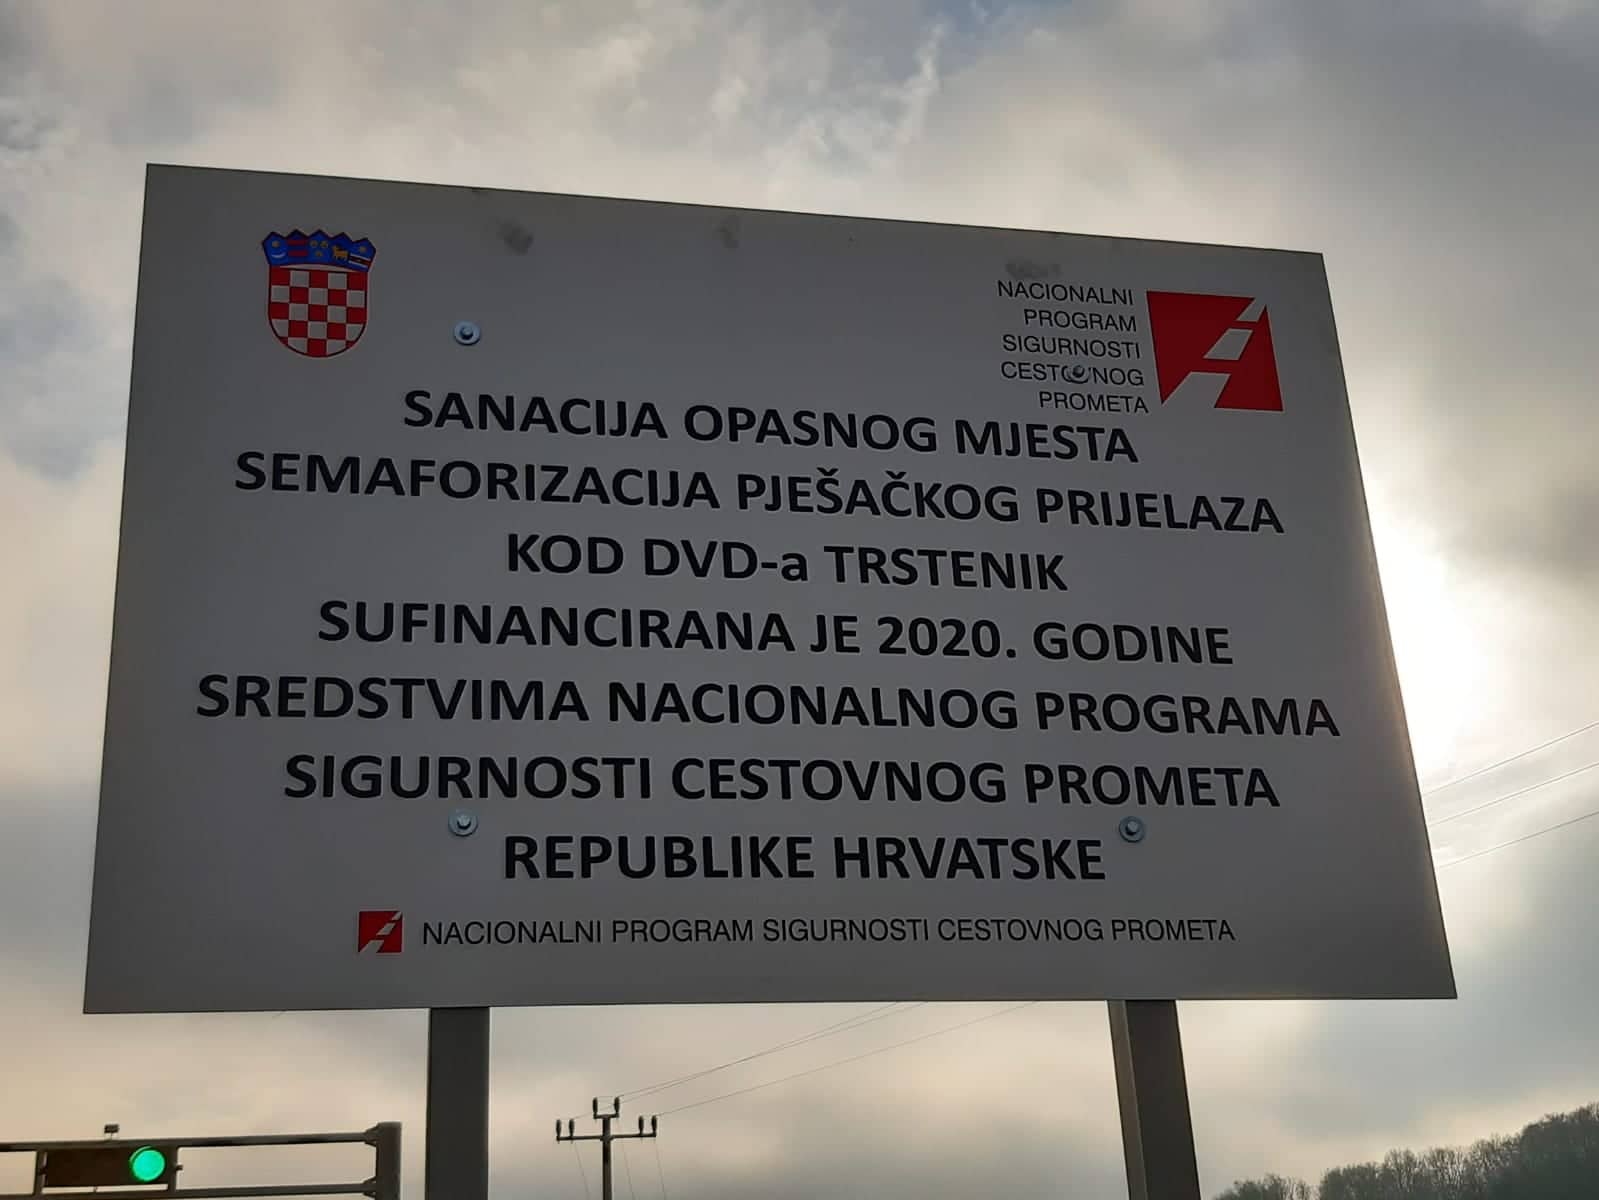 NACIONALNI
PROGRAM
SIGURNOSTI
CESTOVNOG
PROMETA
SANACIJA OPASNOG MJESTA
SEMAFORIZACIJA PJEŠAČKOG PRIJELAZA
KOD DVD-a TRSTENIK
SUFINANCIRANA JE 2020. GODINE
SREDSTVIMA NACIONALNOG PROGRAMA
SIGURNOSTI CESTOVNOG PROMETA
REPUBLIKE HRVATSKE
NACIONALNI PROGRAM SIGURNOSTI CESTOVNOG PROMETA